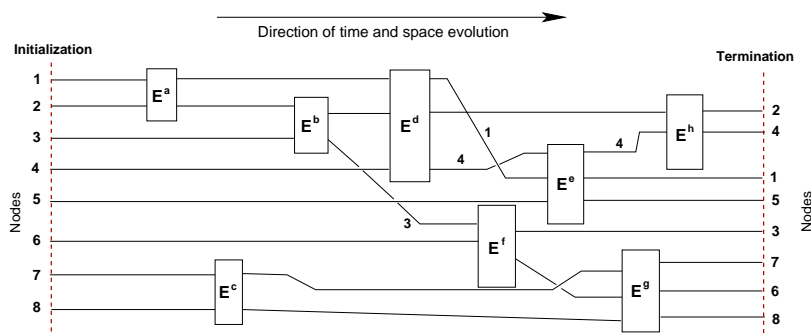 Direction of time and space evolution
Initialization
Termination
1
2
3
4
5
6
7
8
Nodes
E^a
E^b
E^c
E^d
E^e
E^f
E^g
E^h
1
4
4
3
2
4
1
5
3
7
6
8
Nodes